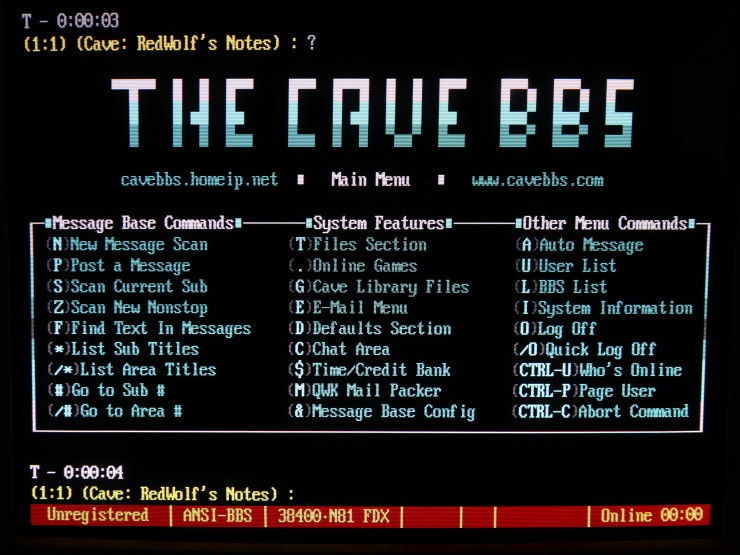 T - 0:00:03
(1:1) (Cave: RedWolf's Notes) : ?
THE CAVE BBS
cavebbs.homeip.net ■ Main Menu ■ www.cavebbs.com
■Message Base Commands■ ■System Features■ ■Other Menu Commands■
(N)New Message Scan (T)Files Section (A)Auto Message
(P)Post a Message (.)Online Games (U)User List
(S)Scan Current Sub (G)Cave Library Files (L)BBS List
(Z)Scan New Nonstop (E)E-Mail Menu (I)System Information
(F)Find Text In Messages (D)Defaults Section (O)Log Off
(*)List Sub Titles (C)Chat Area (/O)Quick Log Off
(/*)List Area Titles ($)Time/Credit Bank (CTRL-U)Who's Online
(#)Go to Sub # (M)QWK Mail Packer (CTRL-P)Page User
(/#)Go to Area # (&)Message Base Config (CTRL-C)Abort Command
T - 0:00:04
(1:1) (Cave: RedWolf's Notes) :
Unregistered | ANSI-BBS | 38400·N81 FDX | | | | Online 00:00